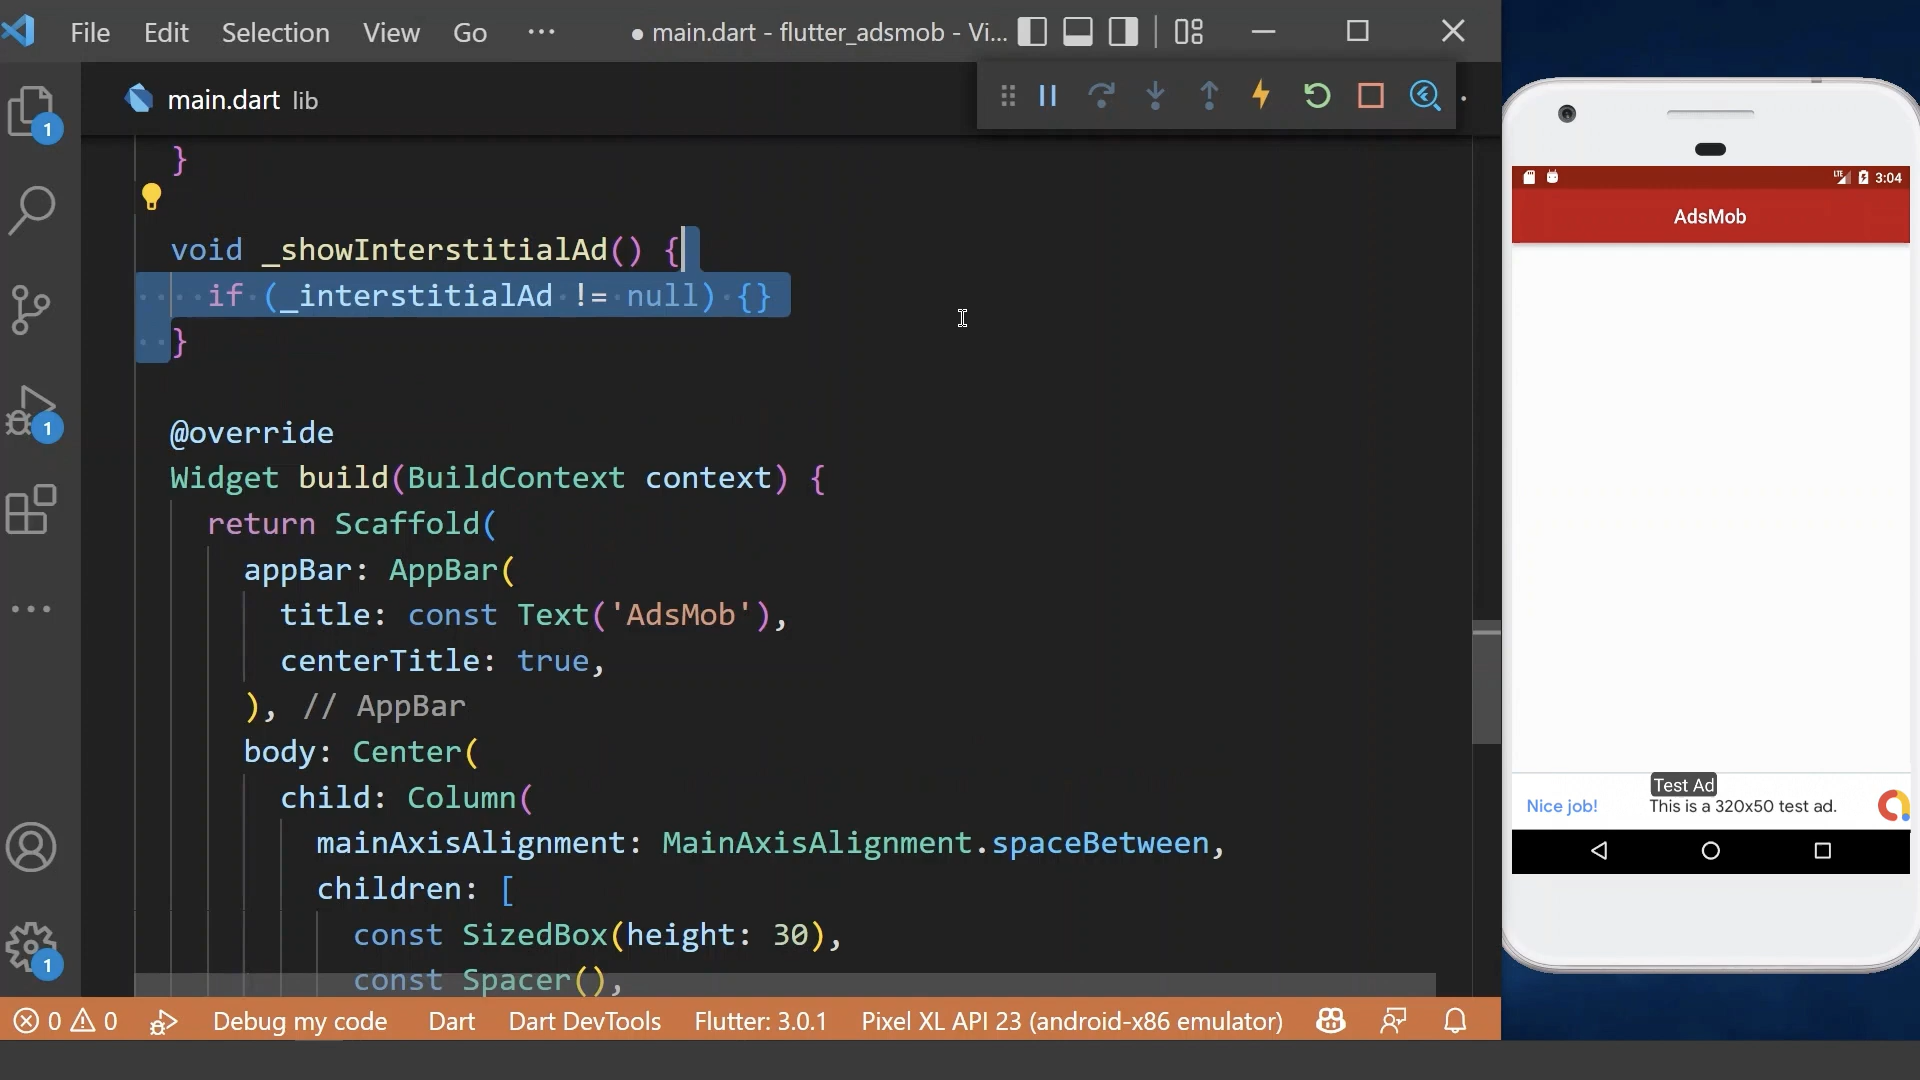 File Edit Selection View Go ··· ● main.dart - flutter_adsmob - Vi...
main.dart lib
1
}
void _showInterstitialAd() {
if (_interstitialAd != null) {}
}
1
@override
Widget build(BuildContext context) {
return Scaffold(
appBar: AppBar(
title: const Text('AdsMob'),
centerTitle: true,
), // AppBar
body: Center(
child: Column(
mainAxisAlignment: MainAxisAlignment.spaceBetween,
children: [
const SizedBox(height: 30),
1
const Spacer(),
0 0 Debug my code Dart Dart DevTools Flutter: 3.0.1 Pixel XL API 23 (android-x86 emulator)
LTE 3:04
AdsMob
Test Ad
Nice job! This is a 320x50 test ad.